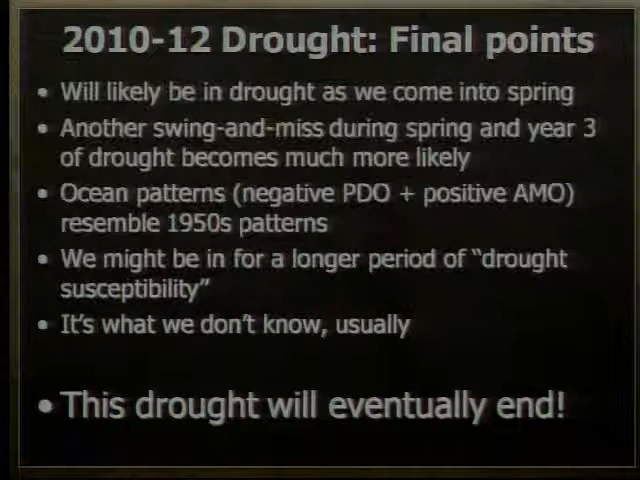 2010-12 Drought: Final points
• Will likely be in drought as we come into spring
• Another swing-and-miss during spring and year 3
of drought becomes much more likely
• Ocean patterns (negative PDO + positive AMO)
resemble 1950s patterns
• We might be in for a longer period of “drought
susceptibility”
• It’s what we don’t know, usually
• This drought will eventually end!